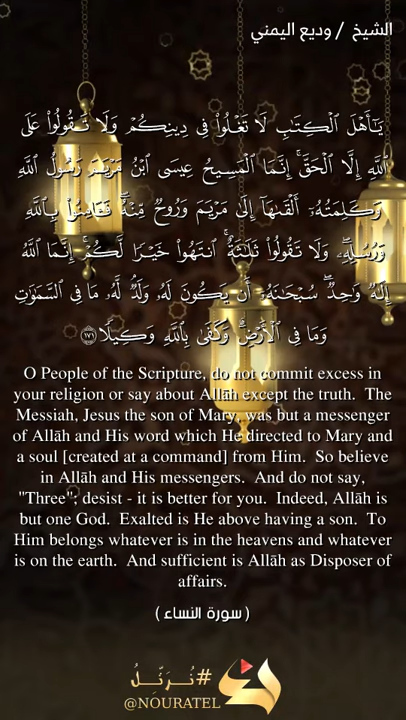 الشيخ / وديع اليمني
يَـٰٓأَهْلَ ٱلْكِتَـٰبِ لَا تَغْلُوا۟ فِى دِينِكُمْ وَلَا تَقُولُوا۟ عَلَى
ٱللَّهِ إِلَّا ٱلْحَقَّ ۚ إِنَّمَا ٱلْمَسِيحُ عِيسَى ٱبْنُ مَرْيَمَ رَسُولُ ٱللَّهِ
وَكَلِمَتُهُۥٓ أَلْقَىٰهَآ إِلَىٰ مَرْيَمَ وَرُوحٌ مِّنْهُ ۖ فَـَٔامِنُوا۟ بِٱللَّهِ
وَرُسُلِهِۦ ۖ وَلَا تَقُولُوا۟ ثَلَـٰثَةٌ ۚ ٱنتَهُوا۟ خَيْرًا لَّكُمْ ۚ إِنَّمَا ٱللَّهُ
إِلَـٰهٌ وَٰحِدٌ ۖ سُبْحَـٰنَهُۥٓ أَن يَكُونَ لَهُۥ وَلَدٌ ۘ لَّهُۥ مَا فِى ٱلسَّمَـٰوَٰتِ
وَمَا فِى ٱلْأَرْضِ ۗ وَكَفَىٰ بِٱللَّهِ وَكِيلًا ١٧١
O People of the Scripture, do not commit excess in
your religion or say about Allāh except the truth. The
Messiah, Jesus the son of Mary, was but a messenger
of Allāh and His word which He directed to Mary and
a soul [created at a command] from Him. So believe
in Allāh and His messengers. And do not say,
"Three"; desist - it is better for you. Indeed, Allāh is
but one God. Exalted is He above having a son. To
Him belongs whatever is in the heavens and whatever
is on the earth. And sufficient is Allāh as Disposer of
affairs.
( سورة النساء )
#نُرَتِّلُ
@NOURATEL